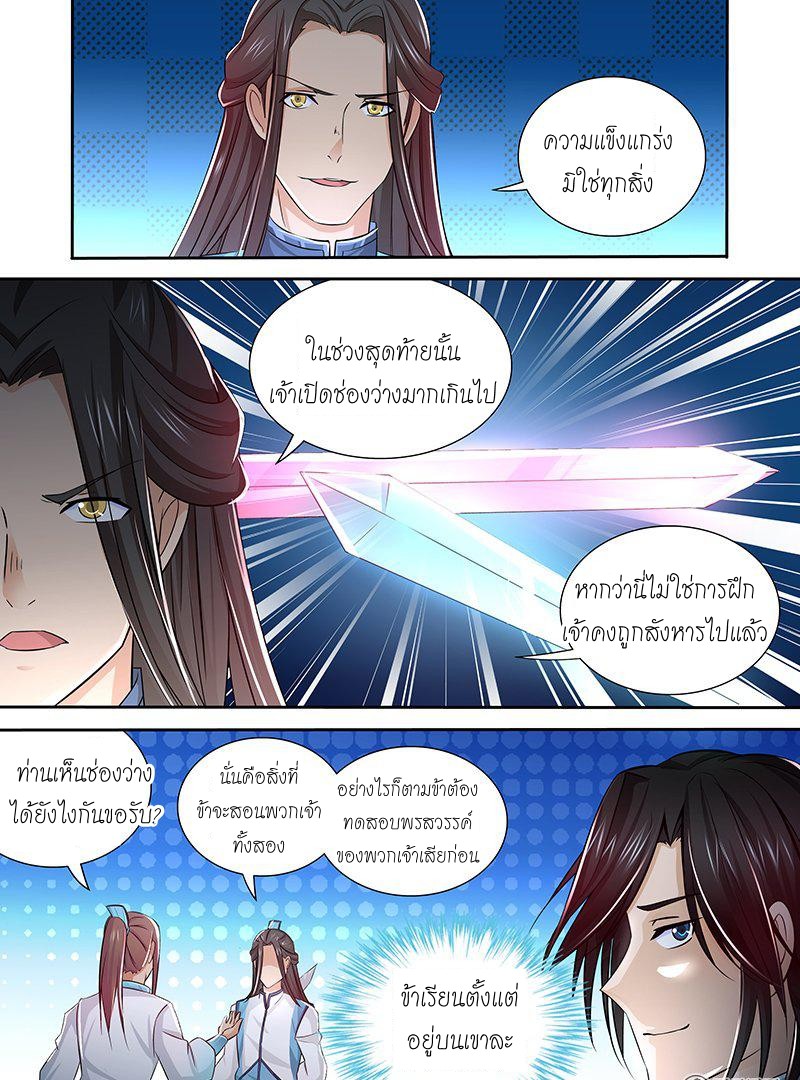 ความแข็งแกร่ง
มิใช่ทุกสิ่ง
ในช่วงสุดท้ายนั้น
เจ้าเปิดช่องว่างมากเกินไป
หากว่านี่ไม่ใช่การฝึก
เจ้าคงถูกสังหารไปแล้ว
ท่านเห็นช่องว่าง
ได้ยังไงกันขอรับ?
นั่นคือสิ่งที่
ข้าจะสอนพวกเจ้า
ทั้งสอง
อย่างไรก็ตามข้าต้อง
ทดสอบพรสวรรค์
ของพวกเจ้าเสียก่อน
ข้าเรียนตั้งแต่
อยู่บนเขาละ